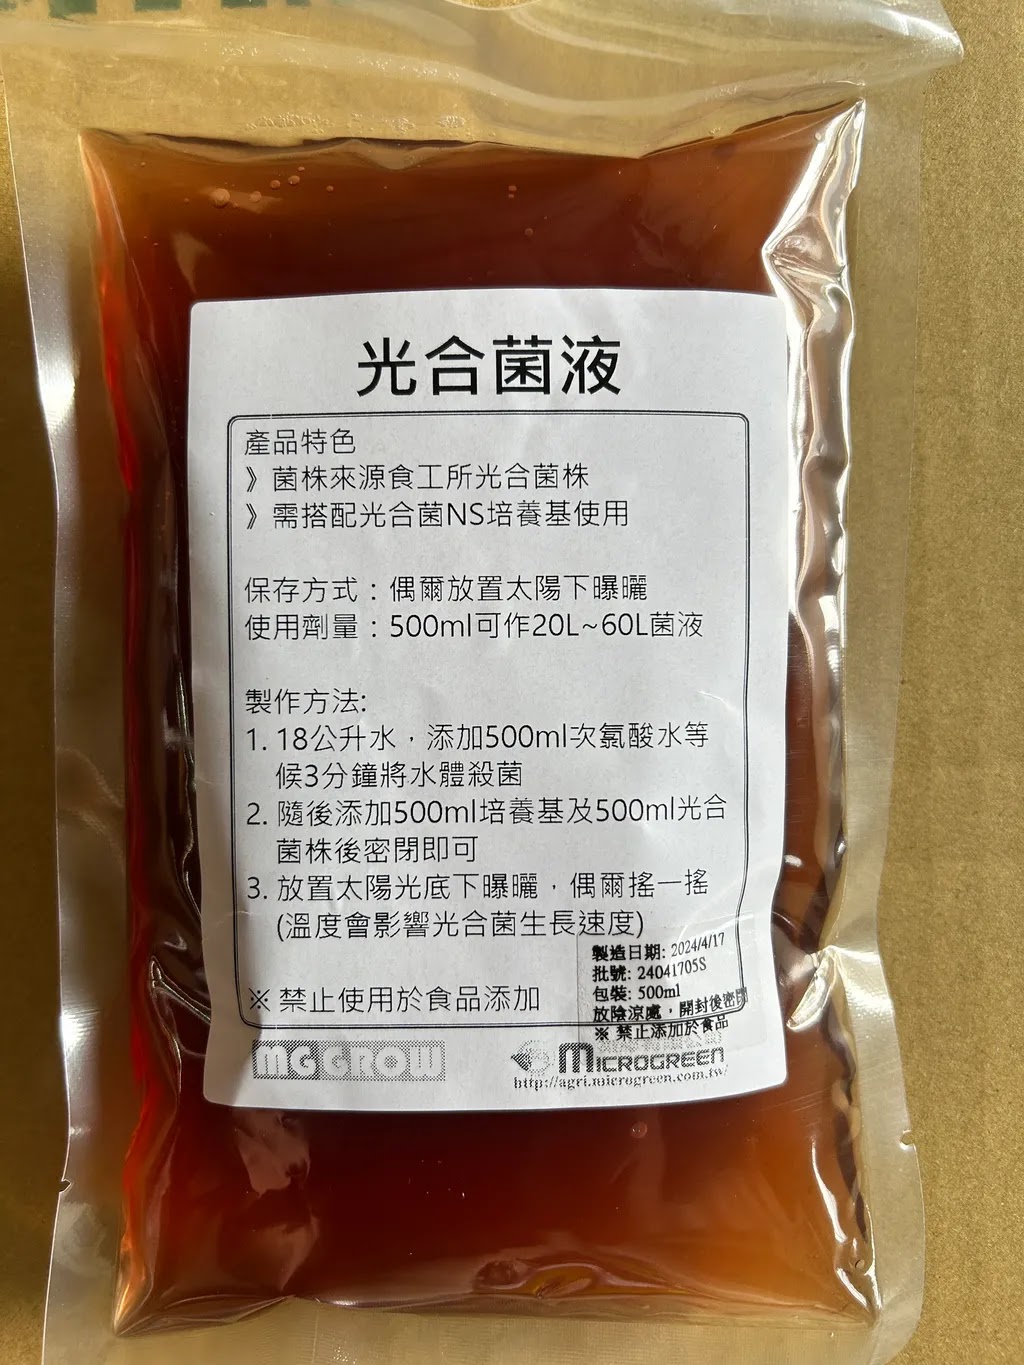 光合菌液
產品特色
》菌株來源食工所光合菌株
》需搭配光合菌NS培養基使用
保存方式：偶爾放置太陽下曝曬
使用劑量：500ml可作20L~60L菌液
製作方法:
1. 18公升水，添加500ml次氯酸水等
候3分鐘將水體殺菌
2. 隨後添加500ml培養基及500ml光合
菌株後密閉即可
3. 放置太陽光底下曝曬，偶爾搖一搖
(溫度會影響光合菌生長速度)
※ 禁止使用於食品添加
製造日期: 2024/4/17
批號: 24041705S
包裝: 500ml
放陰涼處，開封後密閉
※ 禁止添加於食品
MGGROW
MICROGREEN
http://agri.microgreen.com.tw/